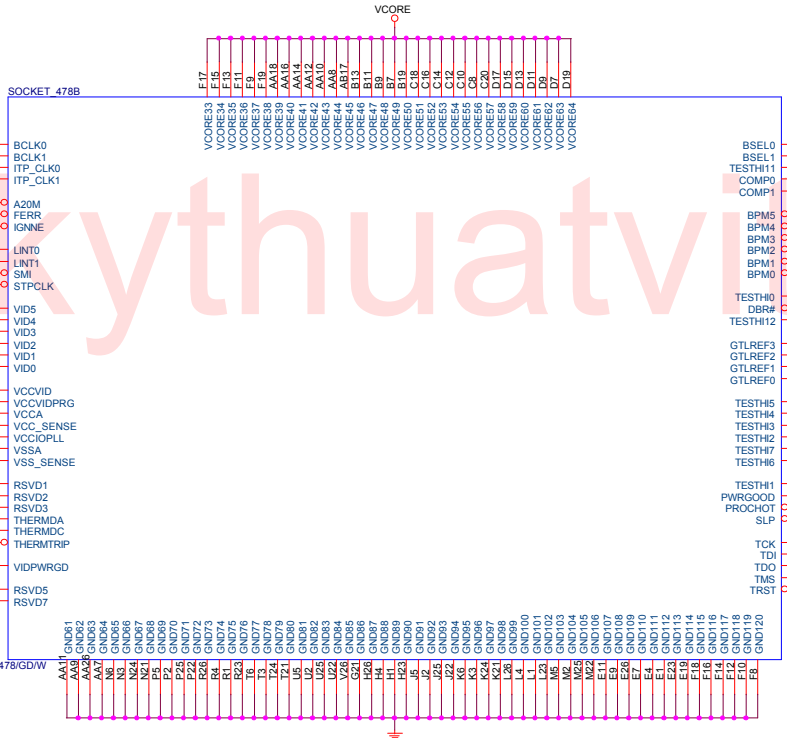 VCORE
F17 F15 F13 F11 F9 F19 AA18 AA16 AA14 AA12 AA10 AA8 AB17 B13 B11 B9 B7 B19 C18 C16 C14 C12 C10 C8 C20 D17 D15 D13 D11 D9 D7 D19
SOCKET_478B
VCORE33 VCORE34 VCORE35 VCORE36 VCORE37 VCORE38 VCORE39 VCORE40 VCORE41 VCORE42 VCORE43 VCORE44 VCORE45 VCORE46 VCORE47 VCORE48 VCORE49 VCORE50 VCORE51 VCORE52 VCORE53 VCORE54 VCORE55 VCORE56 VCORE57 VCORE58 VCORE59 VCORE60 VCORE61 VCORE62 VCORE63 VCORE64
BCLK0
BCLK1
ITP_CLK0
ITP_CLK1
A20M
FERR
IGNNE
LINT0
LINT1
SMI
STPCLK
VID5
VID4
VID3
VID2
VID1
VID0
VCCVID
VCCVIDPRG
VCCA
VCC_SENSE
VCCIOPLL
VSSA
VSS_SENSE
RSVD1
RSVD2
RSVD3
THERMDA
THERMDC
THERMTRIP
VIDPWRGD
RSVD5
RSVD7
BSEL0
BSEL1
TESTHI11
COMP0
COMP1
BPM5
BPM4
BPM3
BPM2
BPM1
BPM0
TESTHI0
DBR#
TESTHI12
GTLREF3
GTLREF2
GTLREF1
GTLREF0
TESTHI5
TESTHI4
TESTHI3
TESTHI2
TESTHI7
TESTHI6
TESTHI1
PWRGOOD
PROCHOT
SLP
TCK
TDI
TDO
TMS
TRST
kythuatvi
GND61 GND62 GND63 GND64 GND65 GND66 GND67 GND68 GND69 GND70 GND71 GND72 GND73 GND74 GND75 GND76 GND77 GND78 GND79 GND80 GND81 GND82 GND83 GND84 GND85 GND86 GND87 GND88 GND89 GND90 GND91 GND92 GND93 GND94 GND95 GND96 GND97 GND98 GND99 GND100 GND101 GND102 GND103 GND104 GND105 GND106 GND107 GND108 GND109 GND110 GND111 GND112 GND113 GND114 GND115 GND116 GND117 GND118 GND119 GND120
478/GD/W
AA11 AA9 AA26 AA7 N6 N3 N24 N21 P5 P2 P25 P22 R26 R4 R1 R23 T6 T3 T24 T21 U5 U2 U25 U22 V26 G21 H26 H4 H1 H23 J5 J2 J25 J22 K6 K3 K24 K21 L26 L4 L1 L23 M5 M2 M25 M22 E11 E9 E26 E7 E4 E1 E23 E19 F18 F16 F14 F12 F10 F8